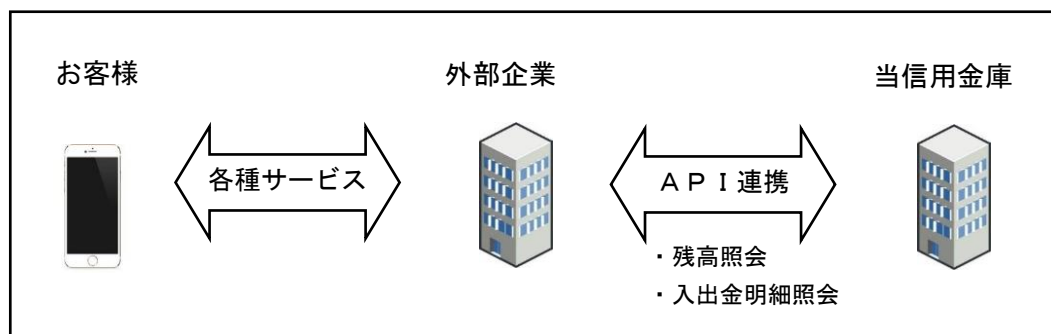 お客様
外部企業
当信用金庫
各種サービス
ＡＰＩ連携
・残高照会
・入出金明細照会